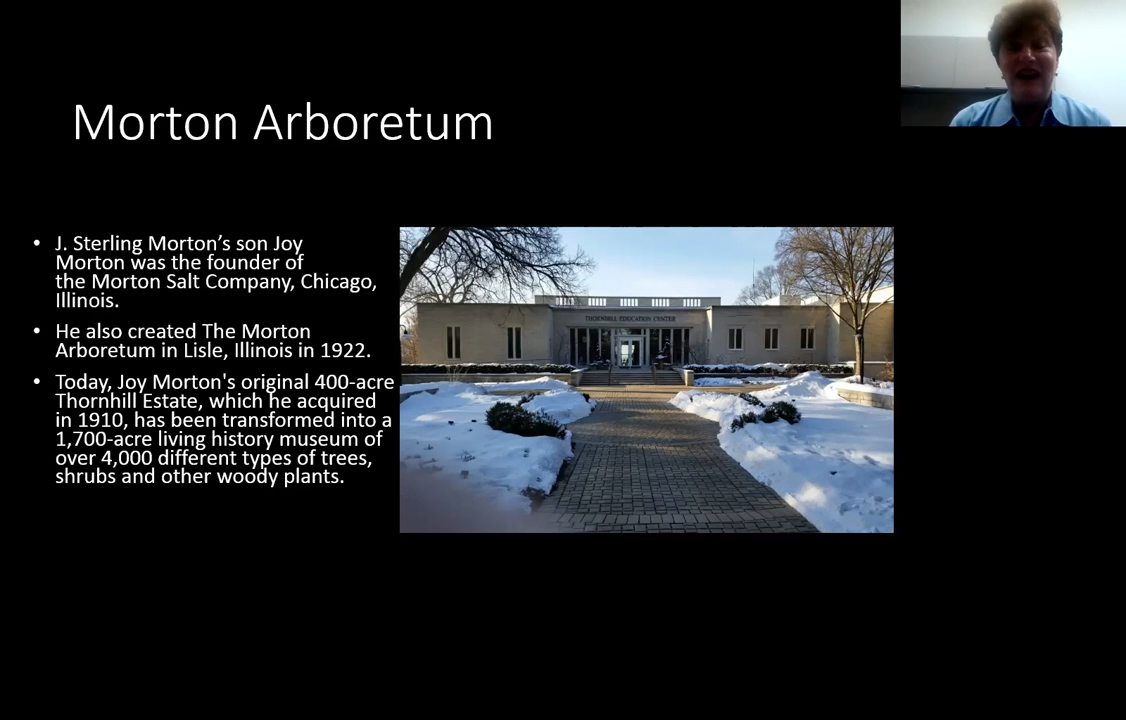 Morton Arboretum
• J. Sterling Morton’s son Joy
Morton was the founder of
the Morton Salt Company, Chicago,
Illinois.
• He also created The Morton
Arboretum in Lisle, Illinois in 1922.
• Today, Joy Morton's original 400-acre
Thornhill Estate, which he acquired
in 1910, has been transformed into a
1,700-acre living history museum of
over 4,000 different types of trees,
shrubs and other woody plants.
THORNHILL EDUCATION CENTER